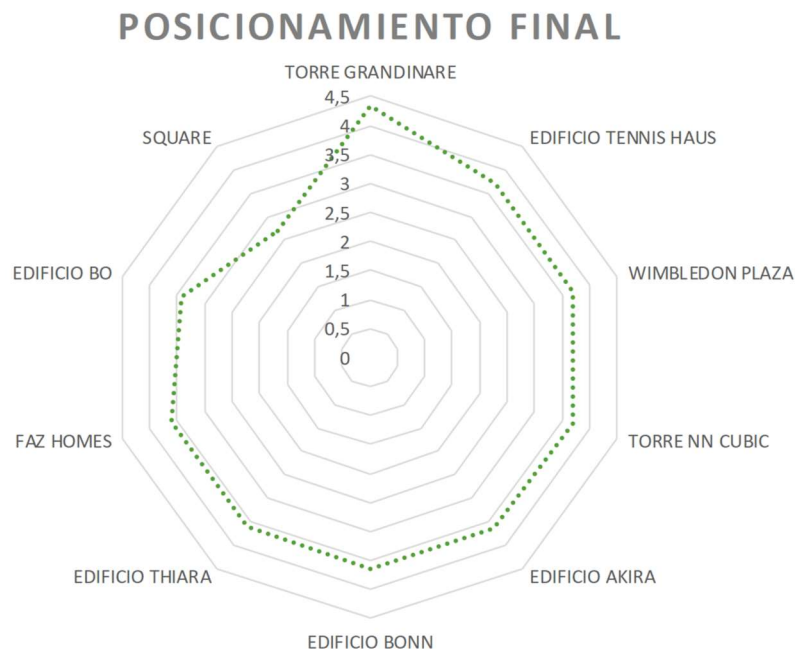 POSICIONAMIENTO FINAL
TORRE GRANDINARE
4,5
SQUARE
EDIFICIO TENNIS HAUS
4
3,5
3
2,5
EDIFICIO BO
WIMBLEDON PLAZA
2
1,5
1
0,5
0
FAZ HOMES
TORRE NN CUBIC
EDIFICIO THIARA
EDIFICIO AKIRA
EDIFICIO BONN